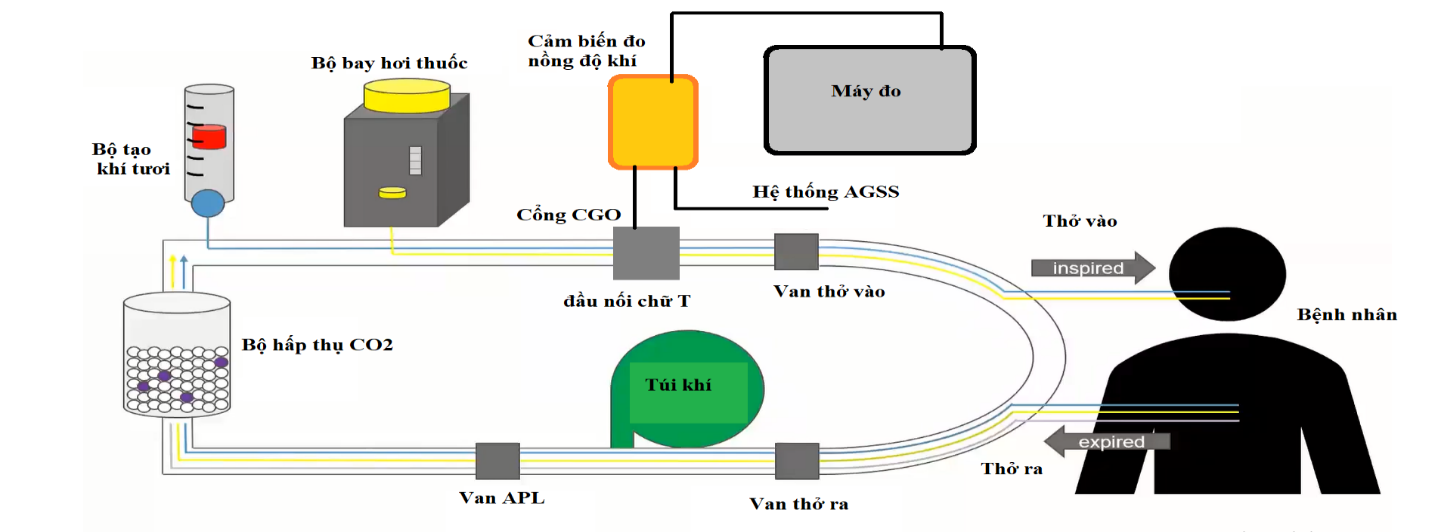 Cảm biến đo
nồng độ khí
Bộ bay hơi thuốc
Máy đo
Bộ tạo
khí tươi
Hệ thống AGSS
Cổng CGO
Thở vào
inspired
đầu nối chữ T
Van thở vào
Bệnh nhân
Bộ hấp thụ CO2
Túi khí
expired
Thở ra
Van APL
Van thở ra